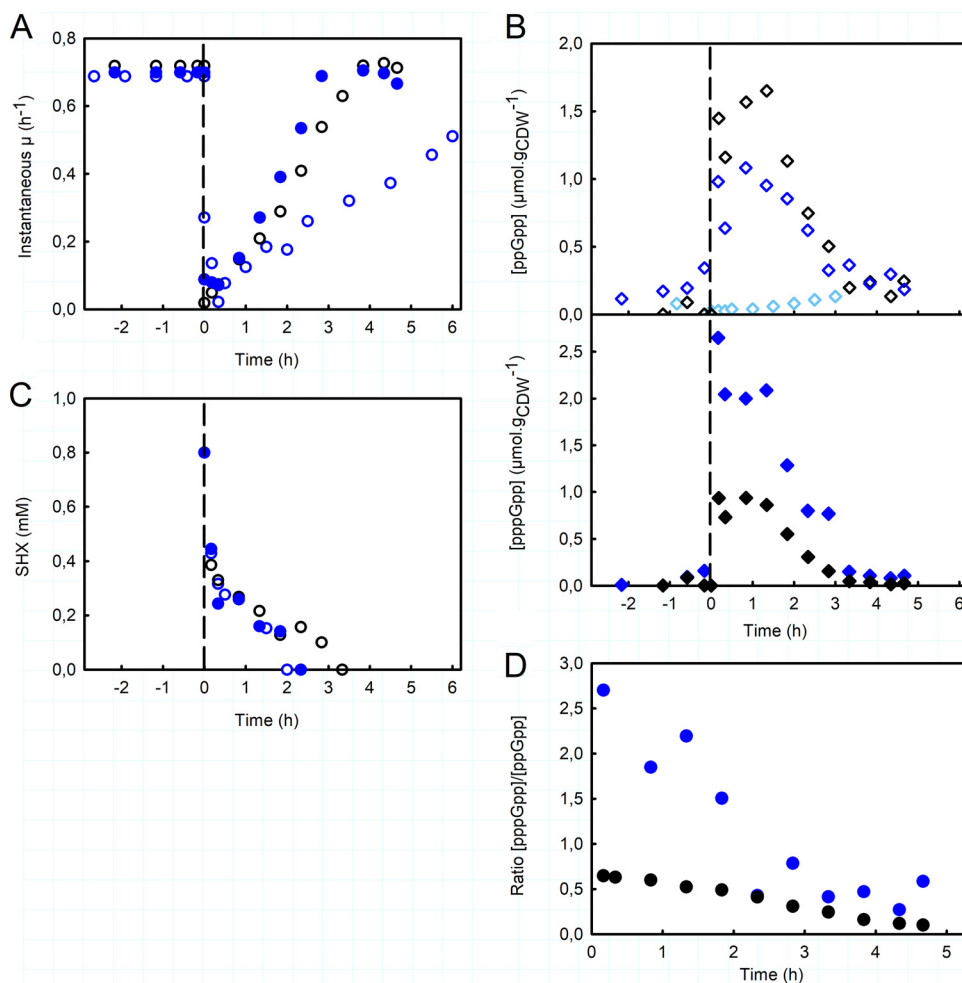 A
0,8
0,6
0,4
0,2
0,0
Instantaneous µ (h-1)
-2 -1 0 1 2 3 4 5 6
Time (h)
B
2,0
1,5
1,0
0,5
0,0
[ppGpp] (µmol.gCDW-1)
2,5
2,0
1,5
1,0
0,5
0,0
[pppGpp] (µmol.gCDW-1)
-2 -1 0 1 2 3 4 5 6
Time (h)
C
1,0
0,8
0,6
0,4
0,2
0,0
SHX (mM)
-2 -1 0 1 2 3 4 5 6
Time (h)
D
3,0
2,5
2,0
1,5
1,0
0,5
0,0
Ratio [pppGpp]/[ppGpp]
0 1 2 3 4 5
Time (h)